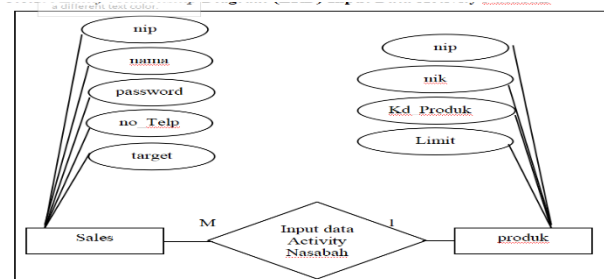 a different text color.
nip
nama
password
no Telp
target
nip
nik
Kd Produk
Limit
Sales
M
Input data
Activity
Nasabah
1
produk